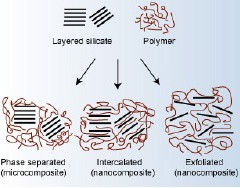 Layered silicate
Polymer
Phase separated
(microcomposite)
Intercalated
(nanocomposite)
Exfoliated
(nanocomposite)